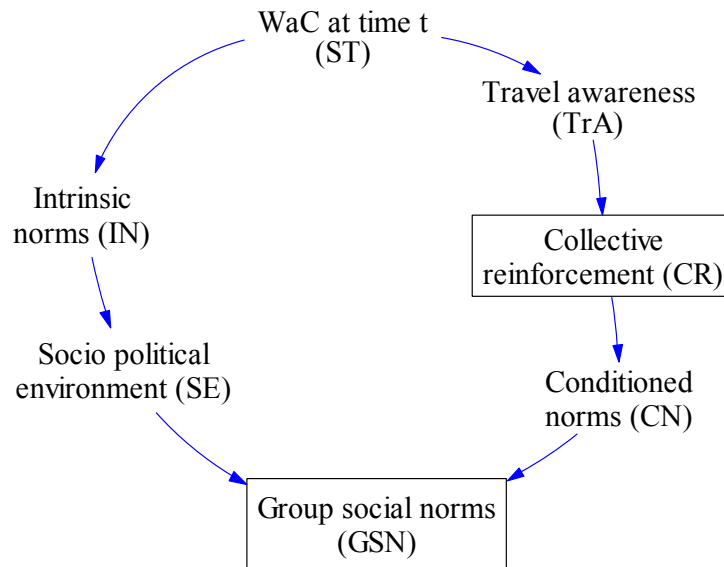 WaC at time t
(ST)
Travel awareness
(TrA)
Intrinsic
norms (IN)
Collective
reinforcement (CR)
Socio political
environment (SE)
Conditioned
norms (CN)
Group social norms
(GSN)